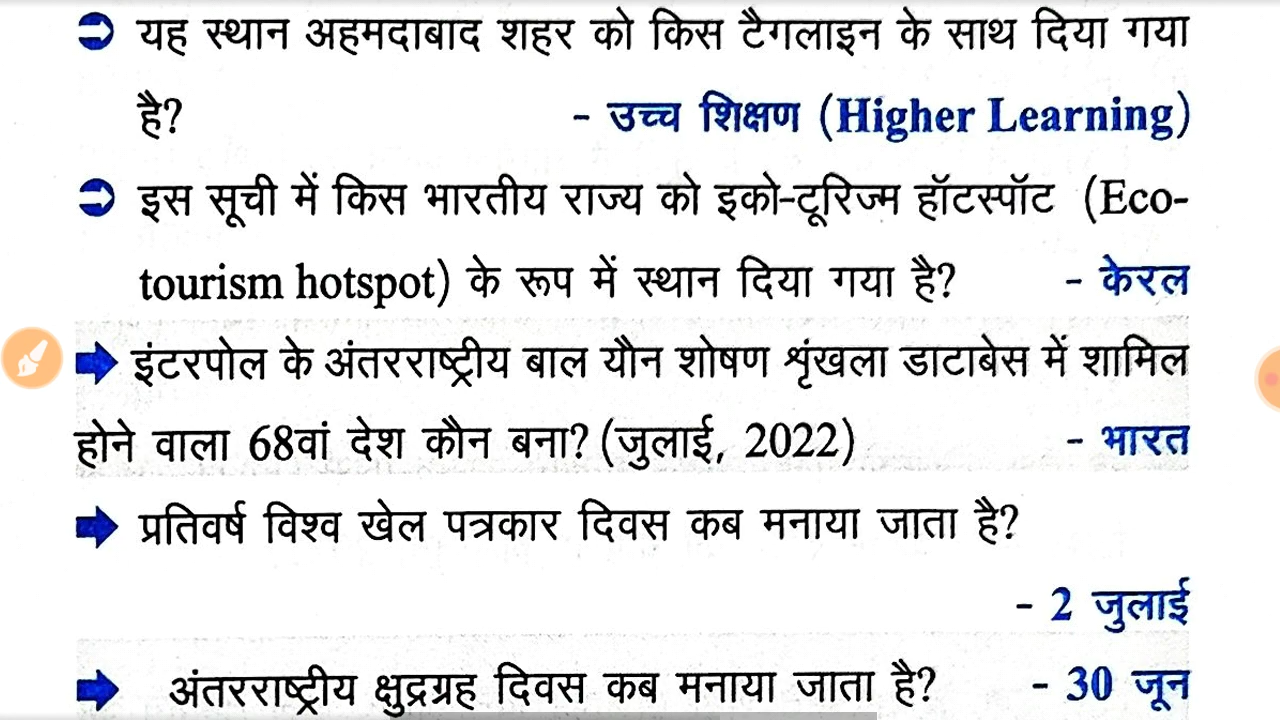 यह स्थान अहमदाबाद शहर को किस टैगलाइन के साथ दिया गया
है? - उच्च शिक्षण (Higher Learning)
इस सूची में किस भारतीय राज्य को इको-टूरिज्म हॉटस्पॉट (Eco-
tourism hotspot) के रूप में स्थान दिया गया है? - केरल
इंटरपोल के अंतरराष्ट्रीय बाल यौन शोषण शृंखला डाटाबेस में शामिल
होने वाला 68वां देश कौन बना? (जुलाई, 2022) - भारत
प्रतिवर्ष विश्व खेल पत्रकार दिवस कब मनाया जाता है?
- 2 जुलाई
अंतरराष्ट्रीय क्षुद्रग्रह दिवस कब मनाया जाता है? - 30 जून